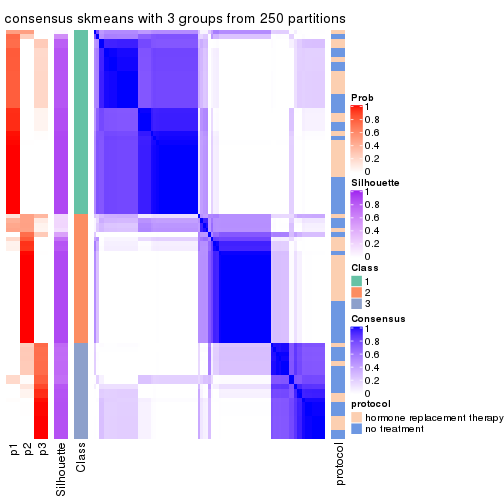 consensus skmeans with 3 groups from 250 partitions
Prob
1
0.8
0.6
0.4
0.2
0
Silhouette
1
0.8
0.6
0.4
0.2
0
Class
1
2
3
Consensus
1
0.8
0.6
0.4
0.2
0
protocol
hormone replacement therapy
no treatment
p1
p2
p3
Silhouette
Class
protocol